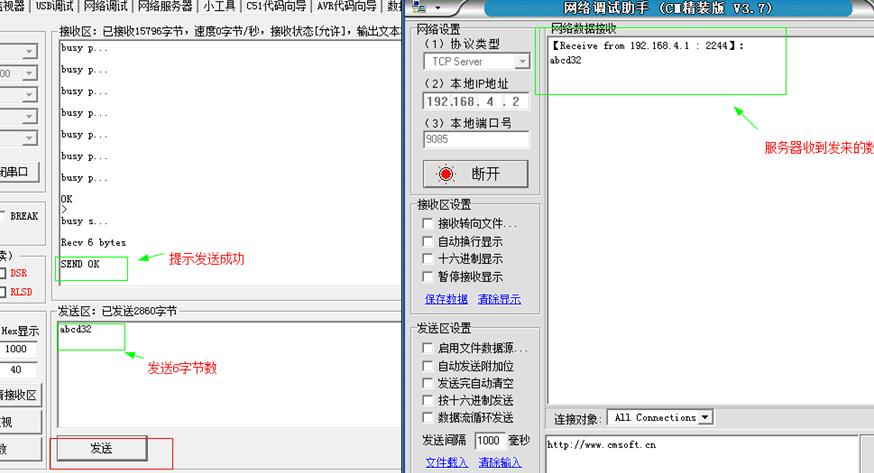 监视器 USB调试 网络调试 网络服务器 小工具 C51代码向导 AVR代码向导
接收区：已接收15796字节，速度0字节/秒，接收状态[允许]，输出文本
busy p...
busy p...
busy p...
busy p...
busy p...
busy p...
busy p...
OK
>
busy s...
Recv 6 bytes
SEND OK
提示发送成功
闭串口
BREAK
DSR
RLSD
发送区：已发送2860字节
abcd32
发送6字节数
Hex显示
1000
40
清接收区
发送
网络调试助手 (CM精装版 V3.7)
网络设置
(1) 协议类型
TCP Server
(2) 本地IP地址
192.168. 4 . 2
(3) 本地端口号
9085
断开
接收区设置
接收转向文件...
自动换行显示
十六进制显示
暂停接收显示
保存数据 清除显示
发送区设置
启用文件数据源...
自动发送附加位
发送完自动清空
按十六进制发送
数据流循环发送
发送间隔 1000 毫秒
文件载入 清除输入
网络数据接收
【Receive from 192.168.4.1 : 2244】：
abcd32
服务器收到发来的数
连接对象： All Connections
http://www.cmsoft.cn